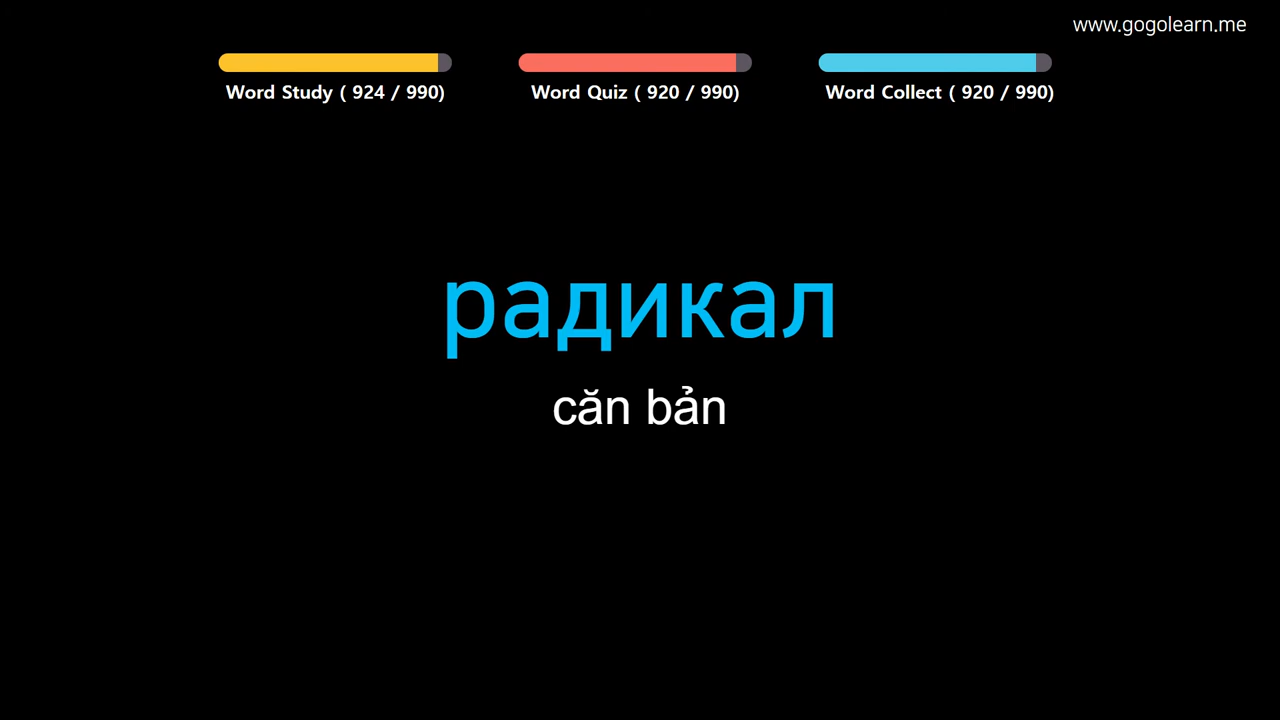 www.gogolearn.me
Word Study ( 924 / 990)
Word Quiz ( 920 / 990)
Word Collect ( 920 / 990)
радикал
căn bản